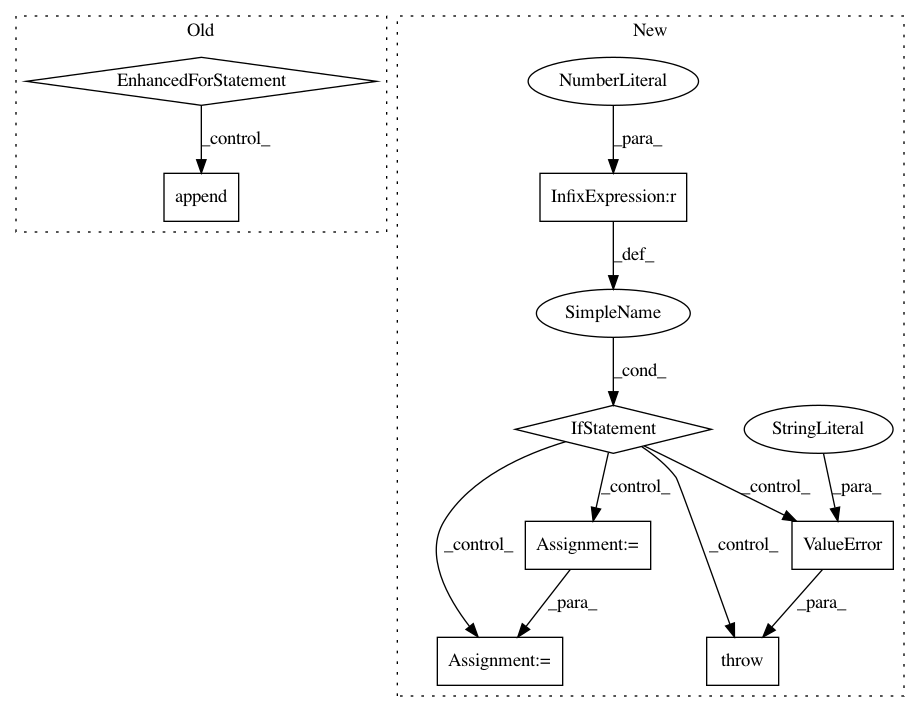 Old
New
EnhancedForStatement
NumberLiteral
_control_
_para_
append
InfixExpression:r
_def_
SimpleName
_cond_
IfStatement
StringLiteral
_control_
_control_
_para_
_control_
Assignment:=
_control_
ValueError
_para_
_para_
Assignment:=
throw